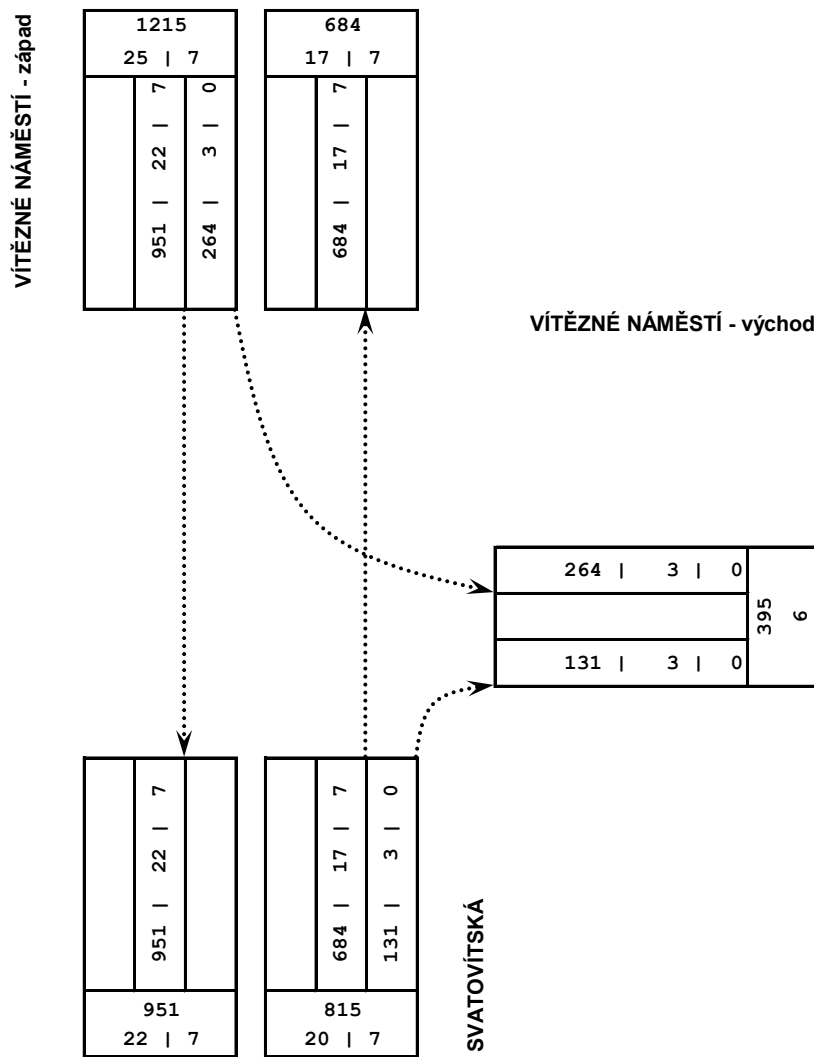 VÍTĚZNÉ NÁMĚSTÍ - západ
1215
25 | 7
951 | 22 | 7
264 | 3 | 0
684
17 | 7
684 | 17 | 7
VÍTĚZNÉ NÁMĚSTÍ - východ
264 | 3 | 0
131 | 3 | 0
395
6
951 | 22 | 7
951
22 | 7
684 | 17 | 7
131 | 3 | 0
815
20 | 7
SVATOVÍTSKÁ